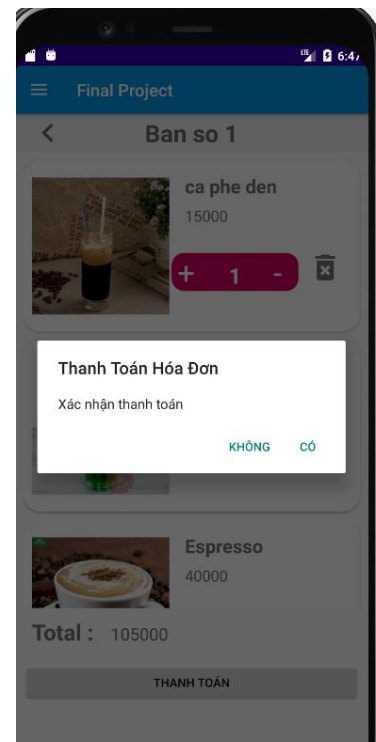 6:47
Final Project
Ban so 1
ca phe den
15000
+ 1 -
Thanh Toán Hóa Đơn
Xác nhận thanh toán
KHÔNG CÓ
Espresso
40000
Total : 105000
THANH TOÁN